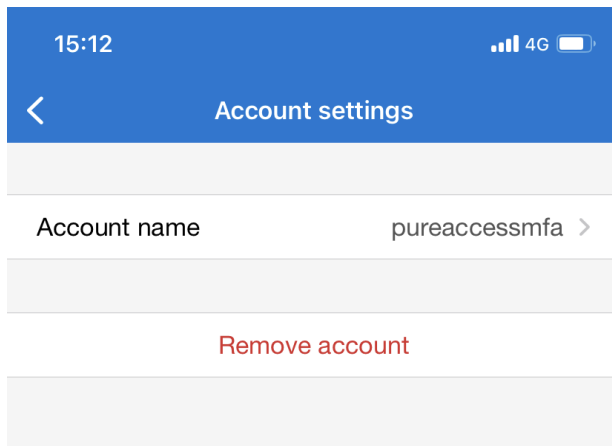 15:12 4G
Account settings
Account name pureaccessmfa
Remove account